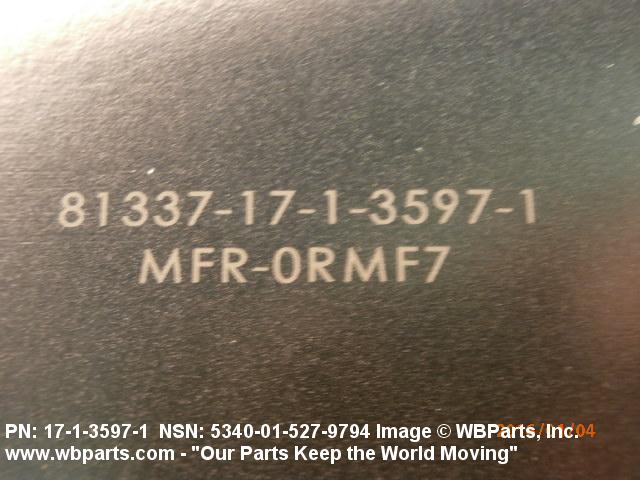 81337-17-1-3597-1
MFR-0RMF7
PN: 17-1-3597-1 NSN: 5340-01-527-9794 Image © WBParts, Inc.
www.wbparts.com - "Our Parts Keep the World Moving"